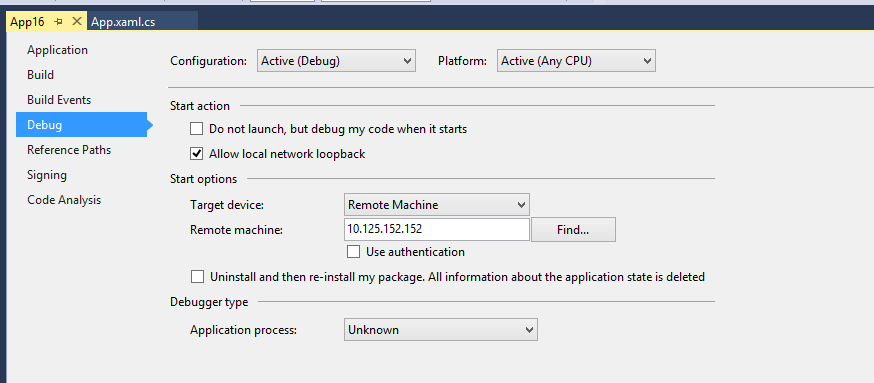 App16 App.xaml.cs
Application
Configuration: Active (Debug) Platform: Active (Any CPU)
Build
Build Events
Start action
Debug
Do not launch, but debug my code when it starts
Reference Paths
Allow local network loopback
Signing
Start options
Code Analysis
Target device: Remote Machine
Remote machine: 10.125.152.152 Find...
Use authentication
Uninstall and then re-install my package. All information about the application state is deleted
Debugger type
Application process: Unknown